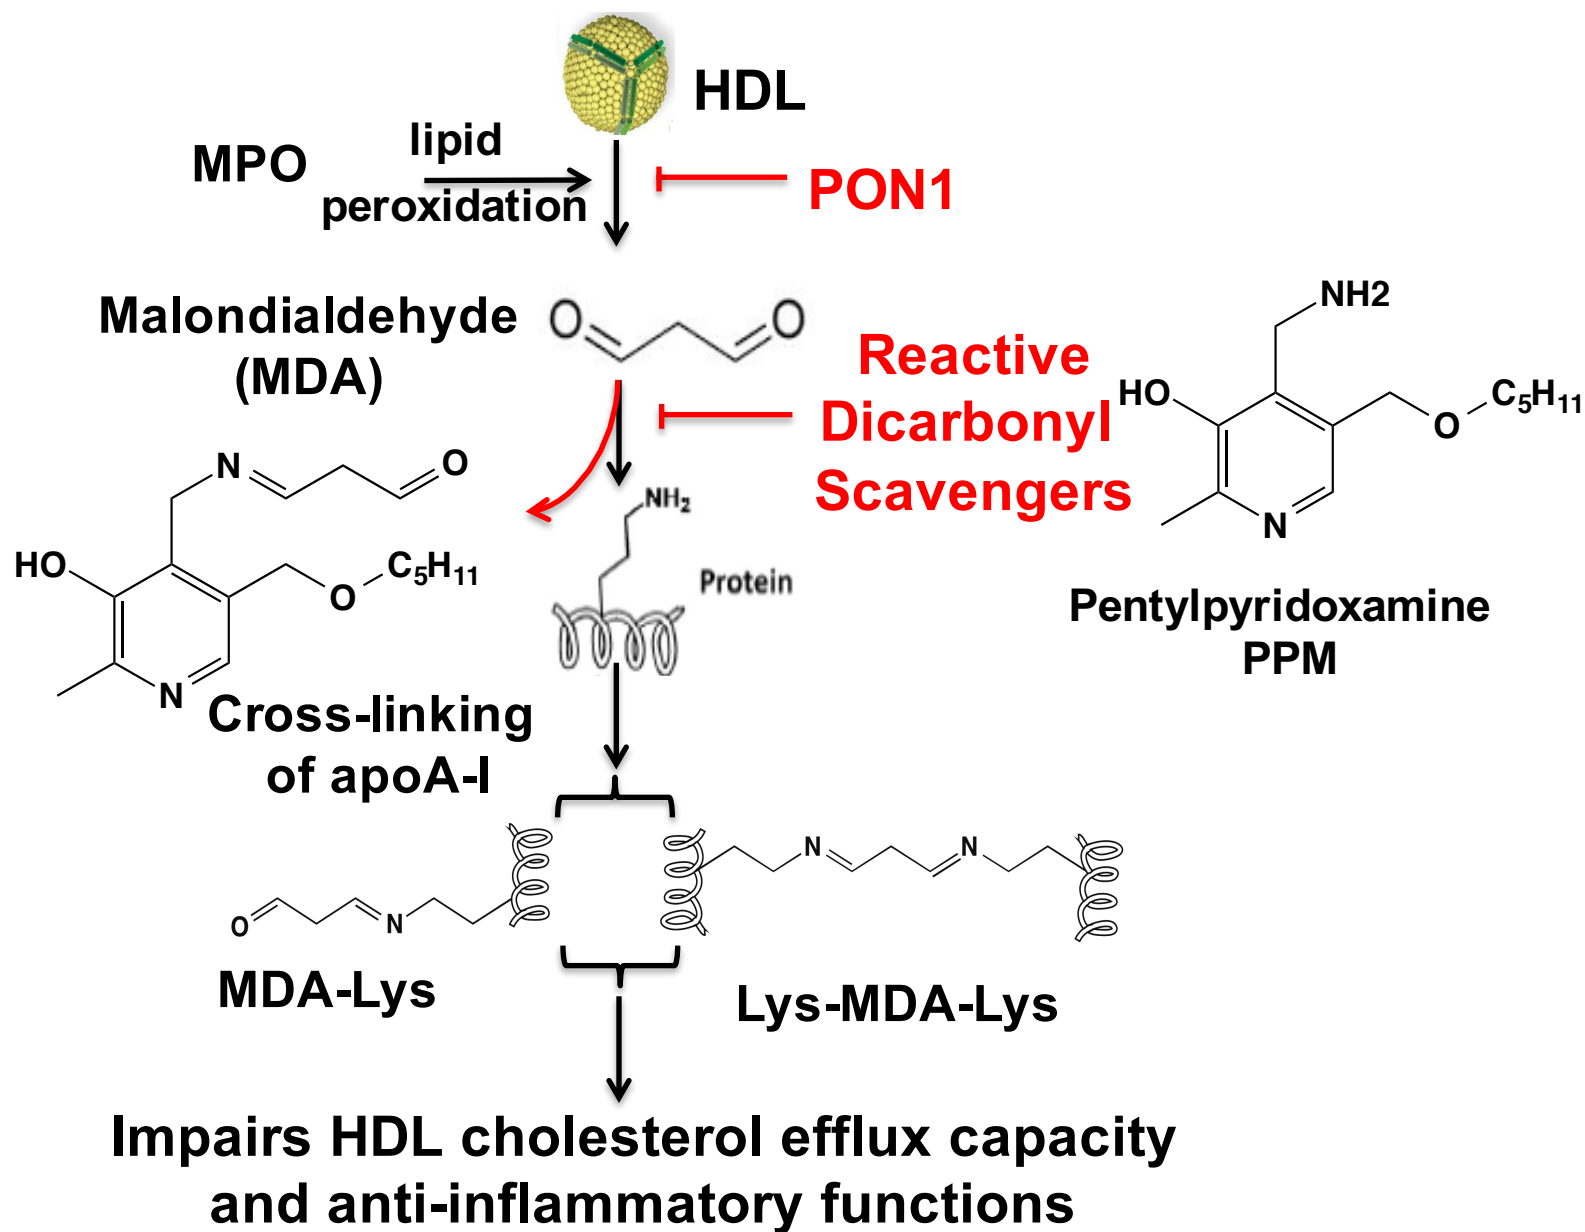 HDL
MPO
lipid
peroxidation
PON1
Malondialdehyde
(MDA)
O
O
Reactive
Dicarbonyl
Scavengers
NH2
HO
O
C5H11
N
Pentylpyridoxamine
PPM
N
O
HO
O
C5H11
N
NH2
Protein
Cross-linking
of apoA-I
O
N
N
N
MDA-Lys
Lys-MDA-Lys
Impairs HDL cholesterol efflux capacity
and anti-inflammatory functions